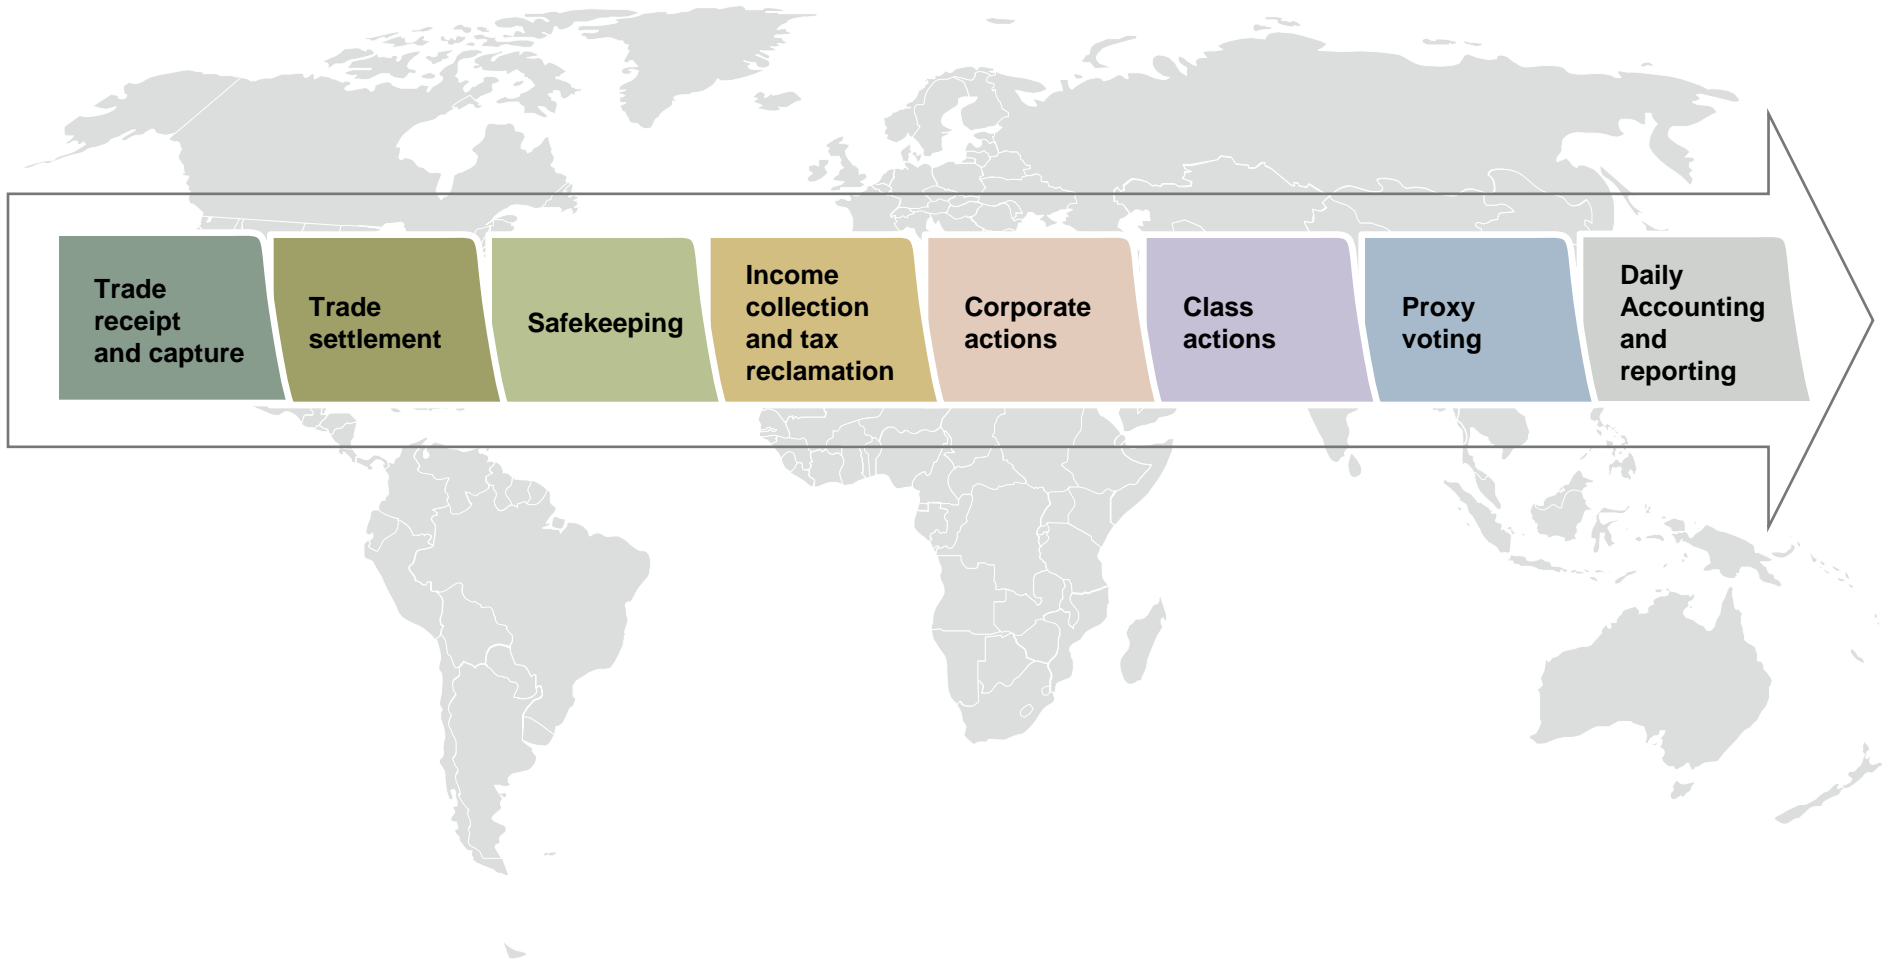 Trade
receipt
and capture
Trade
settlement
Safekeeping
Income
collection
and tax
reclamation
Corporate
actions
Class
actions
Proxy
voting
Daily
Accounting
and
reporting